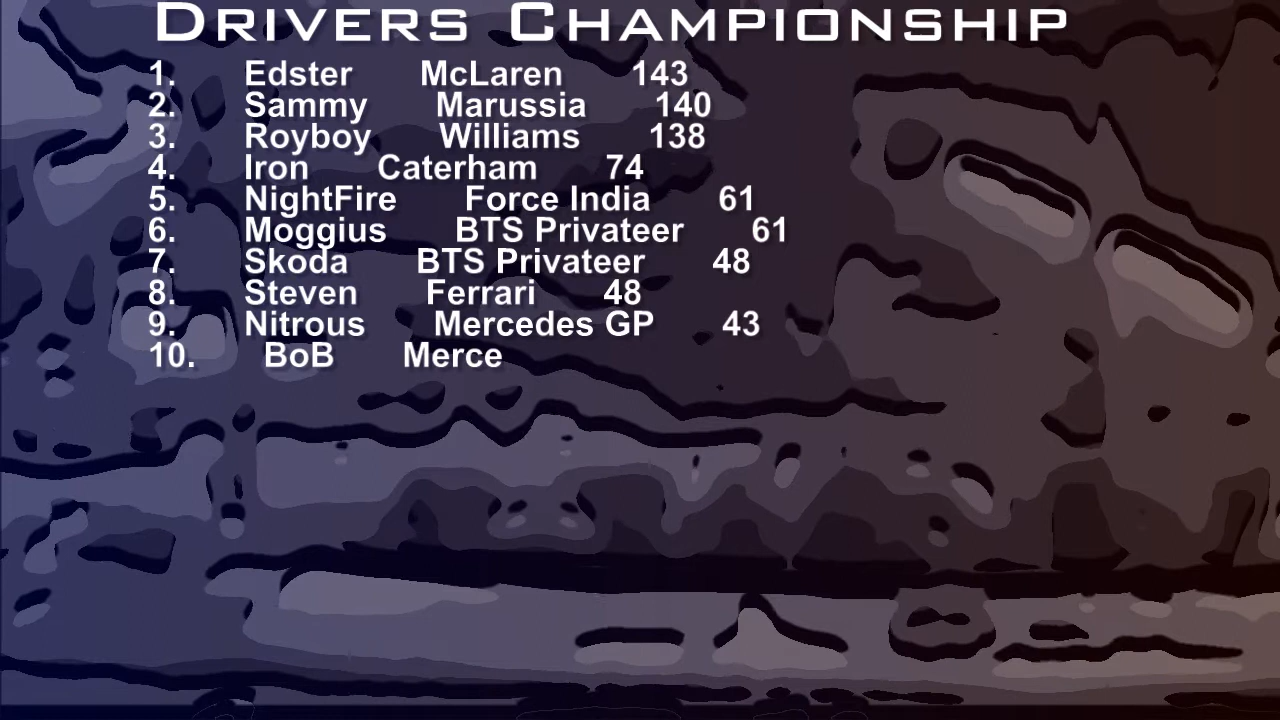 DRIVERS CHAMPIONSHIP
1. Edster McLaren 143
2. Sammy Marussia 140
3. Royboy Williams 138
4. Iron Caterham 74
5. NightFire Force India 61
6. Moggius BTS Privateer 61
7. Skoda BTS Privateer 48
8. Steven Ferrari 48
9. Nitrous Mercedes GP 43
10. BoB Merce